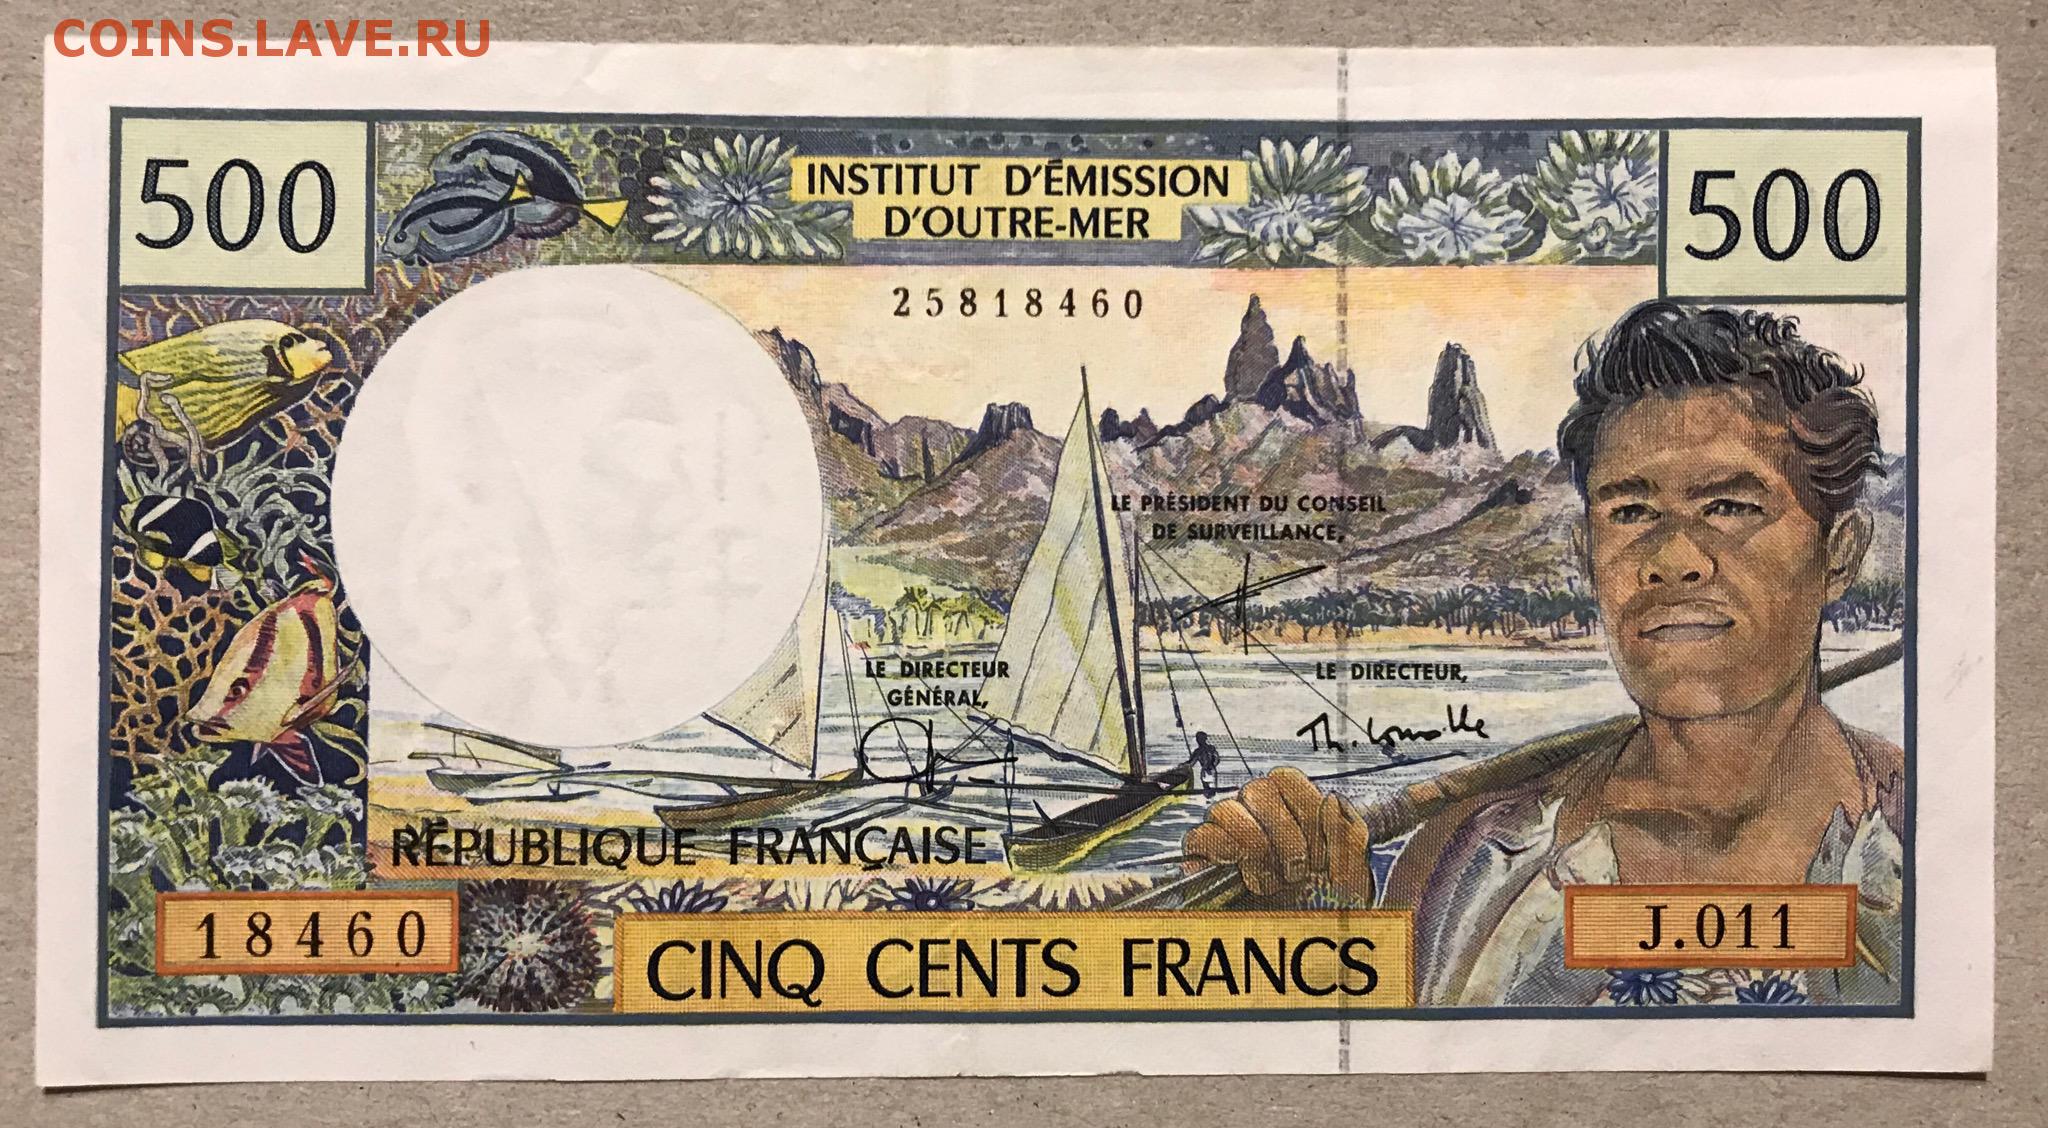 COINS.LAVE.RU
500
INSTITUT D'ÉMISSION
D'OUTRE-MER
500
25818460
LE PRÉSIDENT DU CONSEIL
DE SURVEILLANCE,
LE DIRECTEUR
GÉNÉRAL,
LE DIRECTEUR,
RÉPUBLIQUE FRANÇAISE
18460
CINQ CENTS FRANCS
J.011